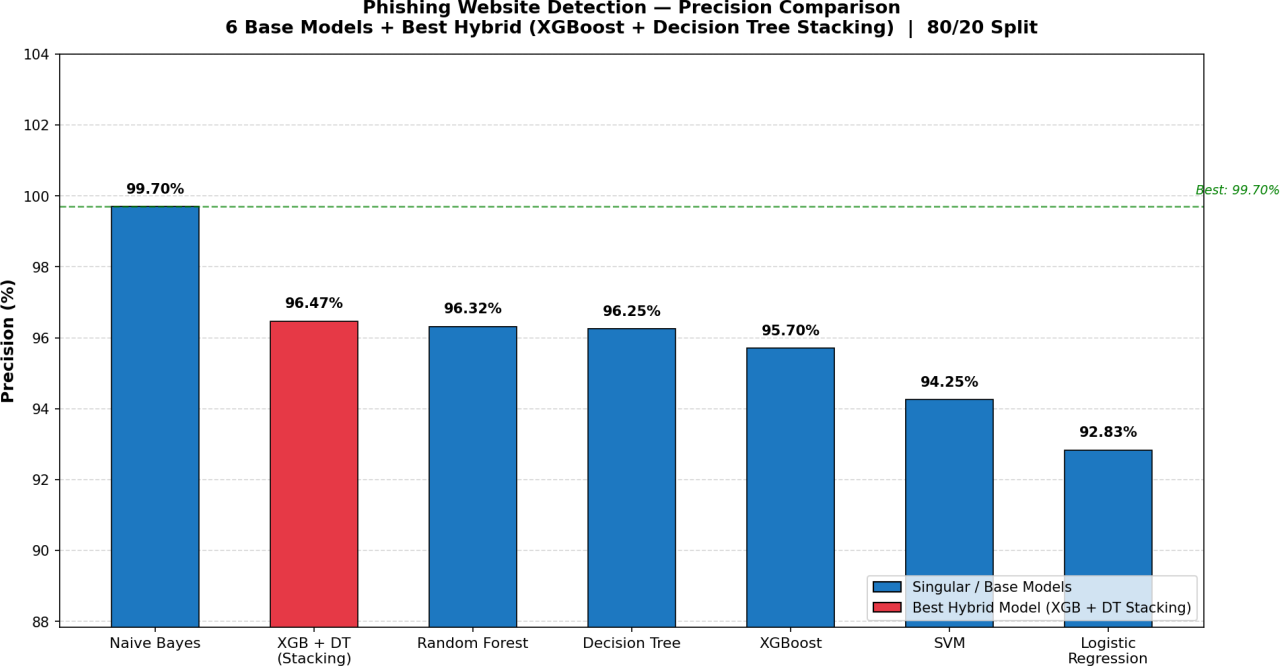 Phishing Website Detection — Precision Comparison
6 Base Models + Best Hybrid (XGBoost + Decision Tree Stacking) | 80/20 Split
Precision (%)
104
102
100
98
96
94
92
90
88
99.70%
96.47%
96.32%
96.25%
95.70%
94.25%
92.83%
Best: 99.70%
Singular / Base Models
Best Hybrid Model (XGB + DT Stacking)
Naive Bayes
XGB + DT
(Stacking)
Random Forest
Decision Tree
XGBoost
SVM
Logistic
Regression